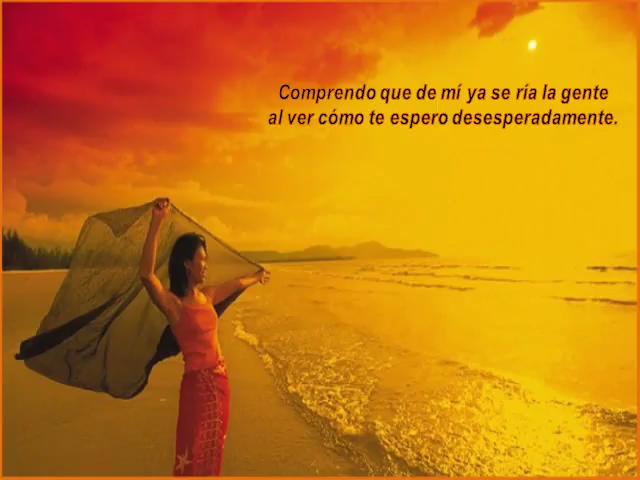 Comprendo que de mí ya se ría la gente
al ver cómo te espero desesperadamente.